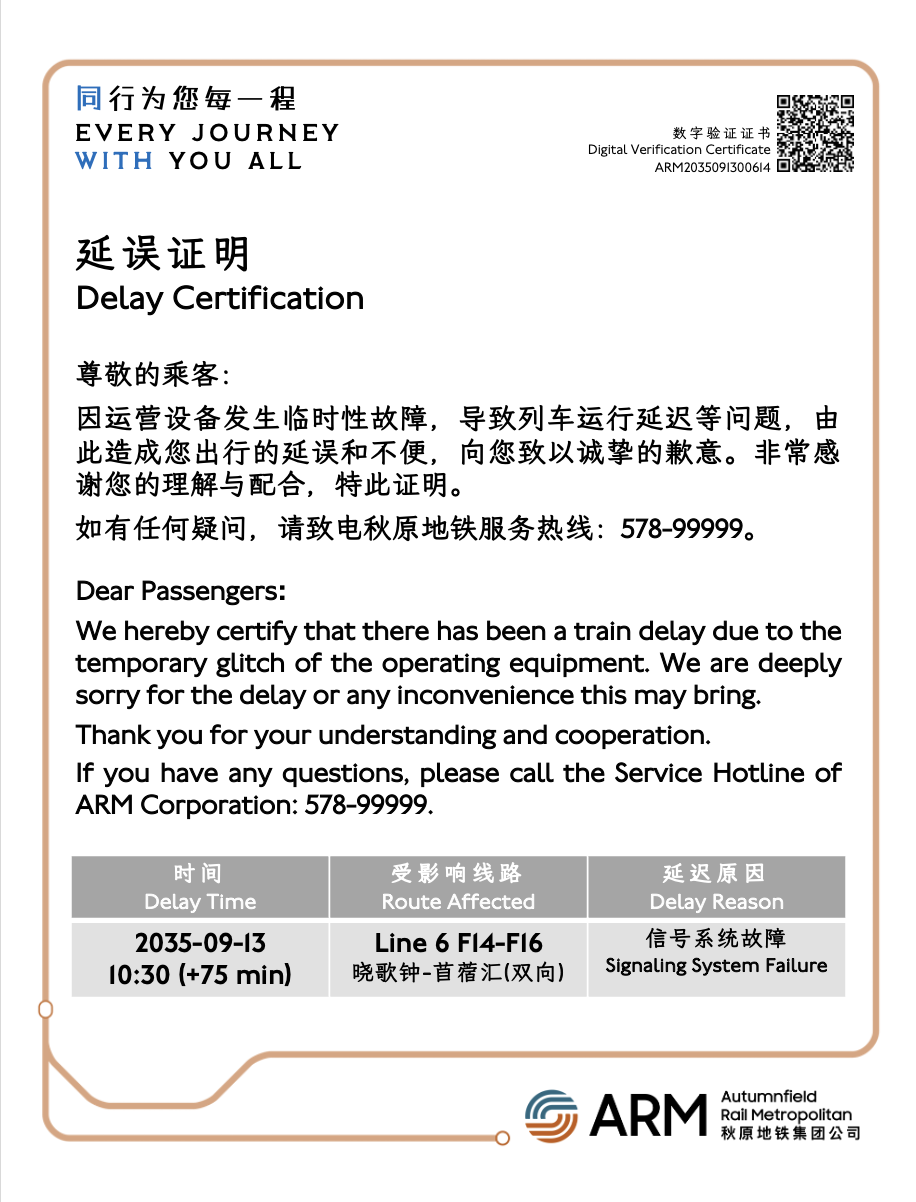 同行为您每一程
EVERY JOURNEY
WITH YOU ALL
数字验证证书
Digital Verification Certificate
ARM2035091300614
延误证明
Delay Certification
尊敬的乘客：
因运营设备发生临时性故障，导致列车运行延迟等问题，由
此造成您出行的延误和不便，向您致以诚挚的歉意。非常感
谢您的理解与配合，特此证明。
如有任何疑问，请致电秋原地铁服务热线：578-99999。
Dear Passengers:
We hereby certify that there has been a train delay due to the
temporary glitch of the operating equipment. We are deeply
sorry for the delay or any inconvenience this may bring.
Thank you for your understanding and cooperation.
If you have any questions, please call the Service Hotline of
ARM Corporation: 578-99999.
时间
Delay Time
受影响线路
Route Affected
延迟原因
Delay Reason
2035-09-13
10:30 (+75 min)
Line 6 F14-F16
晓歌钟-苜蓿汇(双向)
信号系统故障
Signaling System Failure
ARM
Autumnfield
Rail Metropolitan
秋原地铁集团公司